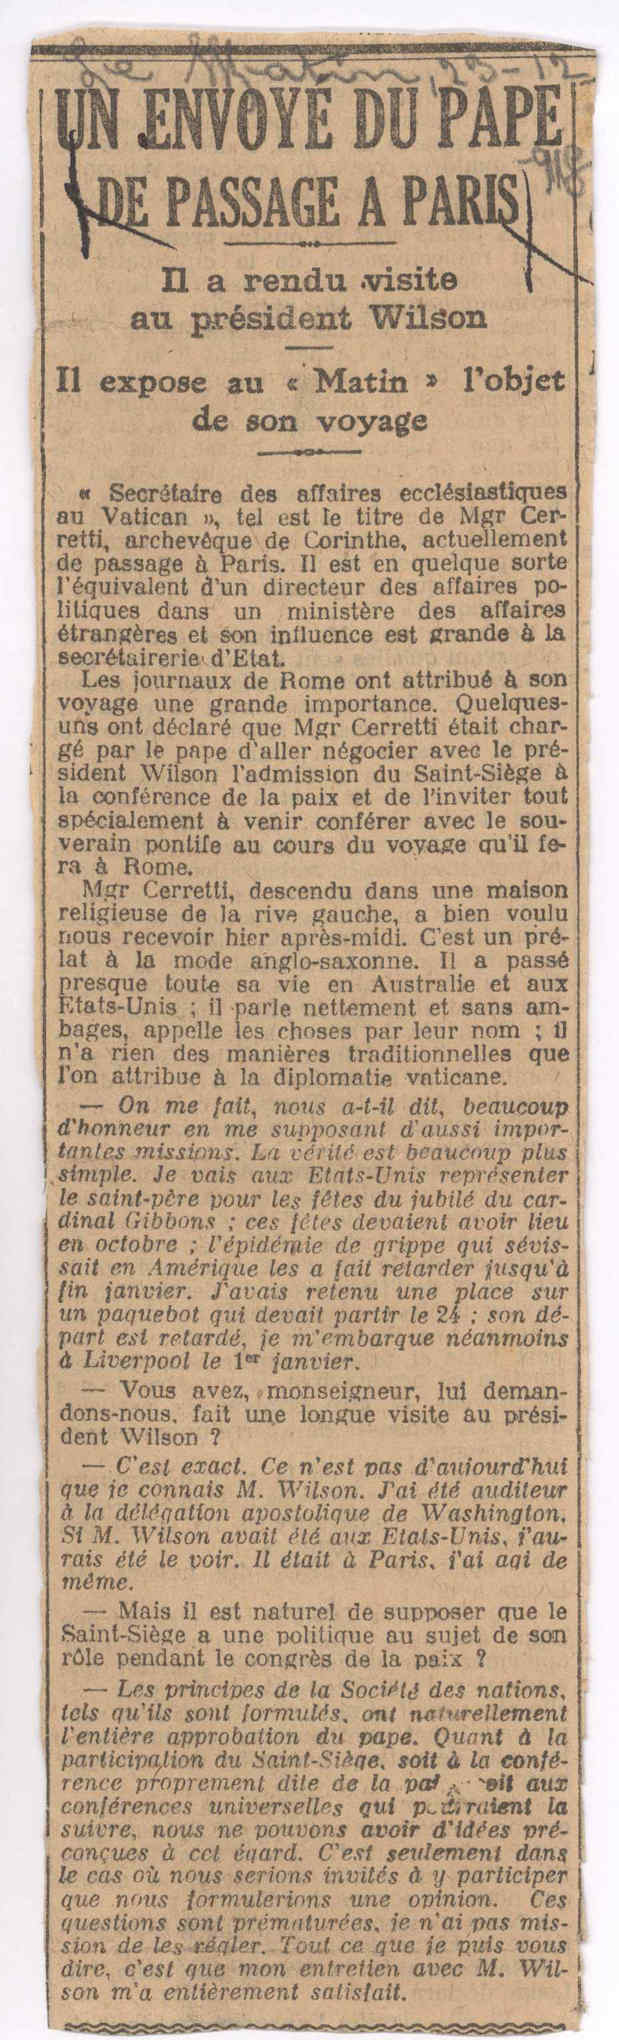 Le Matin, 23-12-
918
UN ENVOYÉ DU PAPE
DE PASSAGE A PARIS
Il a rendu visite
au président Wilson
Il expose au « Matin » l'objet
de son voyage
« Secrétaire des affaires ecclésiastiques
au Vatican », tel est le titre de Mgr Cer-
retti, archevêque de Corinthe, actuellement
de passage à Paris. Il est en quelque sorte
l'équivalent d'un directeur des affaires po-
litiques dans un ministère des affaires
étrangères et son influence est grande à la
secrétairerie d'Etat.
Les journaux de Rome ont attribué à son
voyage une grande importance. Quelques-
uns ont déclaré que Mgr Cerretti était char-
gé par le pape d'aller négocier avec le pré-
sident Wilson l'admission du Saint-Siège à
la conférence de la paix et de l'inviter tout
spécialement à venir conférer avec le sou-
verain pontife au cours du voyage qu'il fe-
ra à Rome.
Mgr Cerretti, descendu dans une maison
religieuse de la rive gauche, a bien voulu
nous recevoir hier après-midi. C'est un pré-
lat à la mode anglo-saxonne. Il a passé
presque toute sa vie en Australie et aux
Etats-Unis ; il parle nettement et sans am-
bages, appelle les choses par leur nom ; il
n'a rien des manières traditionnelles que
l'on attribue à la diplomatie vaticane.
— On me fait, nous a-t-il dit, beaucoup
d'honneur en me supposant d'aussi impor-
tantes missions. La vérité est beaucoup plus
simple. Je vais aux Etats-Unis représenter
le saint-père pour les fêtes du jubilé du car-
dinal Gibbons ; ces fêtes devaient avoir lieu
en octobre ; l'épidémie de grippe qui sévis-
sait en Amérique les a fait retarder jusqu'à
fin janvier. J'avais retenu une place sur
un paquebot qui devait partir le 24 ; son dé-
part est retardé, je m'embarque néanmoins
à Liverpool le 1er janvier.
— Vous avez, monseigneur, lui deman-
dons-nous, fait une longue visite au prési-
dent Wilson ?
— C'est exact. Ce n'est pas d'aujourd'hui
que je connais M. Wilson. J'ai été auditeur
à la délégation apostolique de Washington.
Si M. Wilson avait été aux Etats-Unis, j'au-
rais été le voir. Il était à Paris, j'ai agi de
même.
— Mais il est naturel de supposer que le
Saint-Siège a une politique au sujet de son
rôle pendant le congrès de la paix ?
— Les principes de la Société des nations,
tels qu'ils sont formulés, ont naturellement
l'entière approbation du pape. Quant à la
participation du Saint-Siège, soit à la confé-
rence proprement dite de la aux
conférences universelles qui la
suivre, nous ne pouvons avoir d'idées pré-
conçues à cet égard. C'est seulement dans
le cas où nous serions invités à y participer
que nous formulerions une opinion. Ces
questions sont prématurées, je n'ai pas mis-
sion de les régler. Tout ce que je puis vous
dire, c'est que mon entretien avec M. Wil-
son m'a entièrement satisfait.